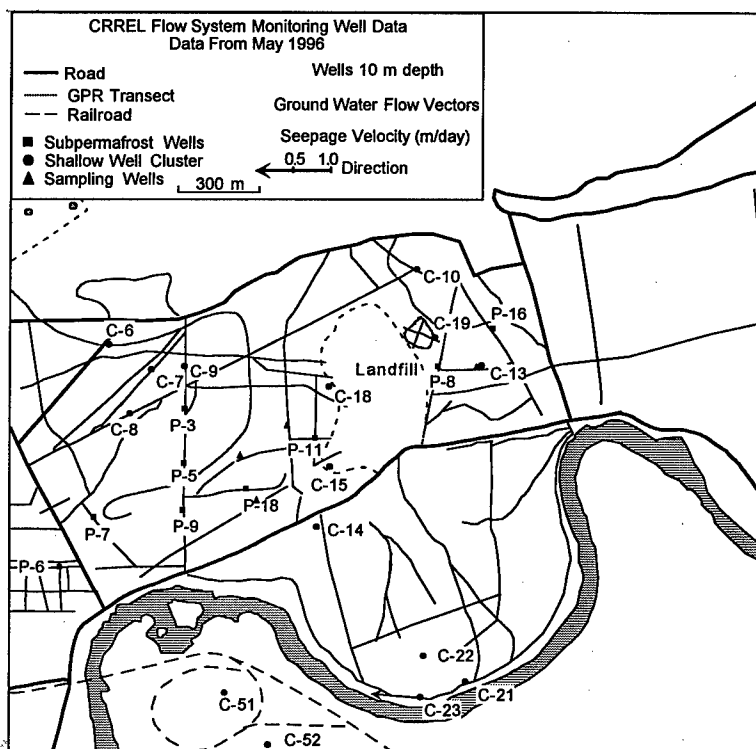 CRREL Flow System Monitoring Well Data
Data From May 1996
Road
Wells 10 m depth
GPR Transect
Ground Water Flow Vectors
Railroad
Seepage Velocity (m/day)
Subpermafrost Wells
0.5 1.0
Shallow Well Cluster
Direction
Sampling Wells
300 m
C-10
P-16
C-6
C-19
C-9
Landfill
C-7
P-8
C-13
C-18
C-8
P-3
P-11
P-5
C-15
P-18
P-9
C-14
P-7
P-6
C-22
C-21
C-51
C-23
C-52